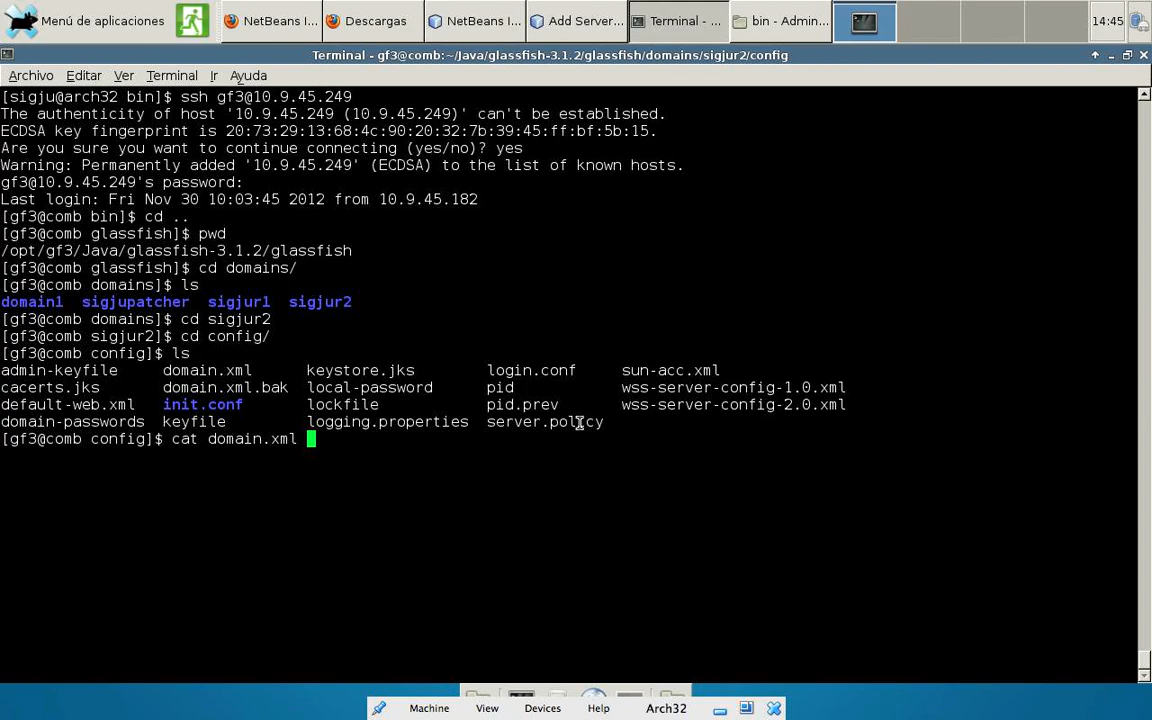 Menú de aplicaciones
NetBeans I...
Descargas
NetBeans I...
Add Server...
Terminal - ...
bin - Admin...
14:45
Terminal - gf3@comb:~/Java/glassfish-3.1.2/glassfish/domains/sigjur2/config
Archivo Editar Ver Terminal Ir Ayuda
[sigju@arch32 bin]$ ssh gf3@10.9.45.249
The authenticity of host '10.9.45.249 (10.9.45.249)' can't be established.
ECDSA key fingerprint is 20:73:29:13:68:4c:90:20:32:7b:39:45:ff:bf:5b:15.
Are you sure you want to continue connecting (yes/no)? yes
Warning: Permanently added '10.9.45.249' (ECDSA) to the list of known hosts.
gf3@10.9.45.249's password:
Last login: Fri Nov 30 10:03:45 2012 from 10.9.45.182
[gf3@comb bin]$ cd ..
[gf3@comb glassfish]$ pwd
/opt/gf3/Java/glassfish-3.1.2/glassfish
[gf3@comb glassfish]$ cd domains/
[gf3@comb domains]$ ls
domain1 sigjupatcher sigjur1 sigjur2
[gf3@comb domains]$ cd sigjur2
[gf3@comb sigjur2]$ cd config/
[gf3@comb config]$ ls
admin-keyfile domain.xml keystore.jks login.conf sun-acc.xml
cacerts.jks domain.xml.bak local-password pid wss-server-config-1.0.xml
default-web.xml init.conf lockfile pid.prev wss-server-config-2.0.xml
domain-passwords keyfile logging.properties server.policy
[gf3@comb config]$ cat domain.xml
Machine View Devices Help Arch32